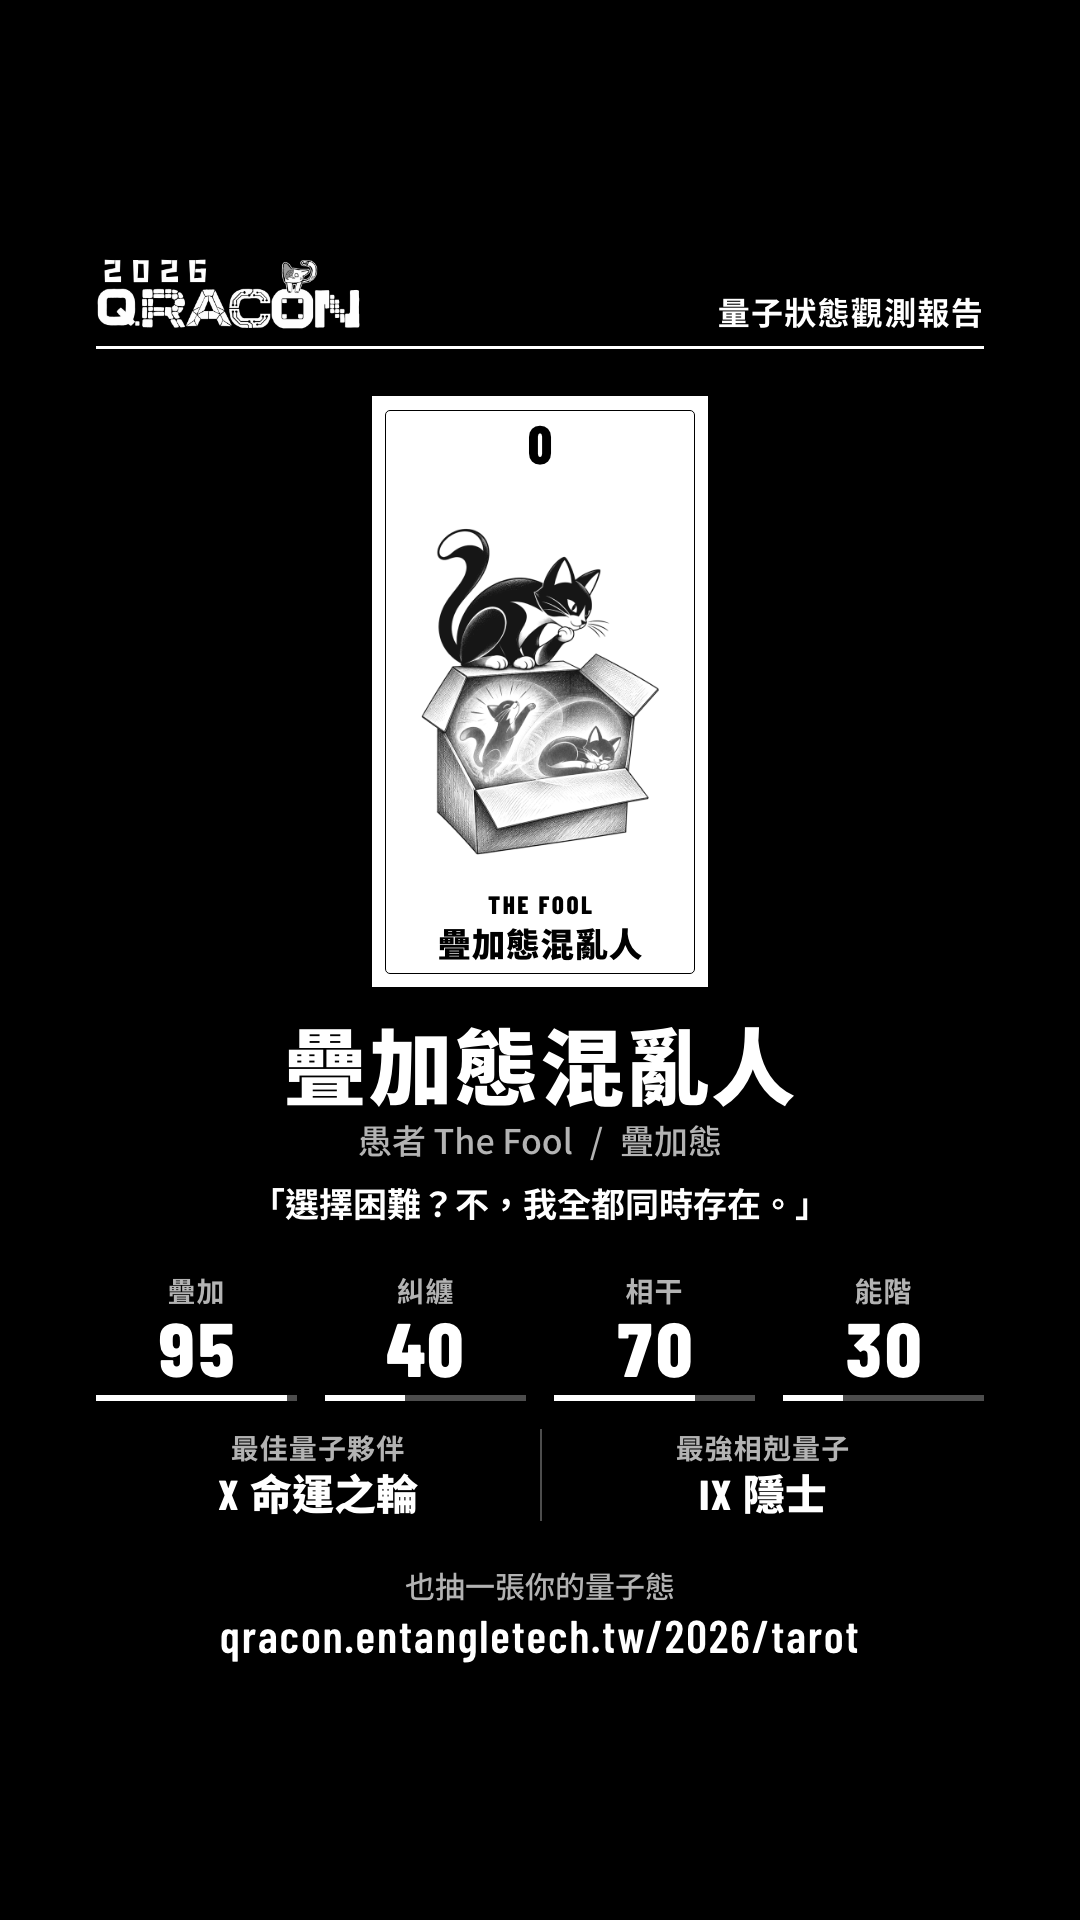 2026
QRACON
量子狀態觀測報告
0
THE FOOL
疊加態混亂人
疊加態混亂人
愚者 The Fool / 疊加態
「選擇困難？不，我全都同時存在。」
疊加 糾纏 相干 能階
95 40 70 30
最佳量子夥伴 最強相剋量子
X 命運之輪 IX 隱士
也抽一張你的量子態
qracon.entangletech.tw/2026/tarot